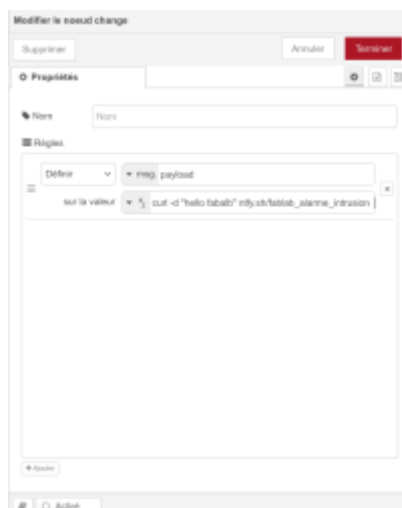 Modifier le noeud change
Supprimer Annuler Terminer
Propriétés
Nom Nom
Règles
Définir msg. payload
sur la valeur curl -d "hello fabalb" ntfy.sh/fablab_alarme_intrusion
Ajouter
Activé